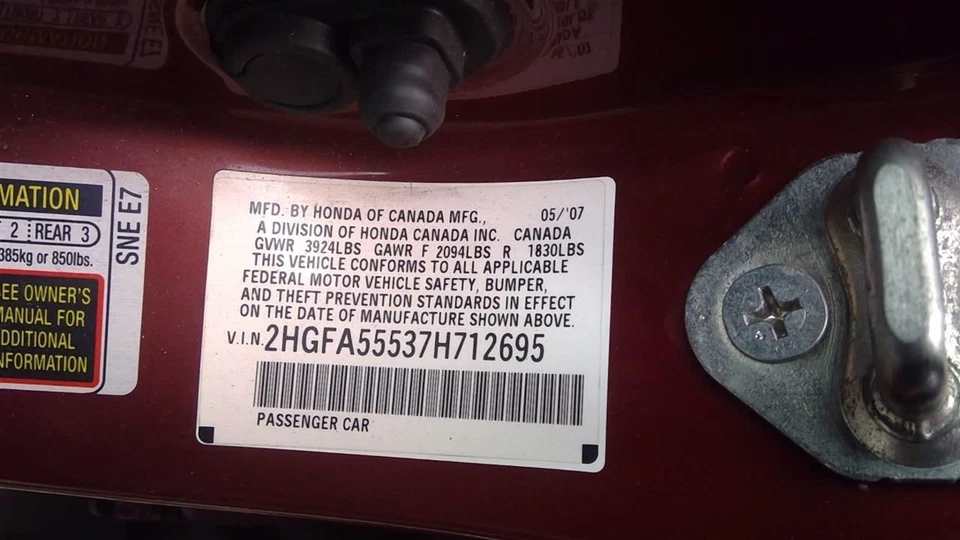 MATION
2 REAR 3
385kg or 850lbs.
EE OWNER'S
ANUAL FOR
DDITIONAL
NFORMATION
SNE E7
MFD. BY HONDA OF CANADA MFG., 05/'07
A DIVISION OF HONDA CANADA INC. CANADA
GVWR 3924LBS GAWR F 2094LBS R 1830LBS
THIS VEHICLE CONFORMS TO ALL APPLICABLE
FEDERAL MOTOR VEHICLE SAFETY, BUMPER,
AND THEFT PREVENTION STANDARDS IN EFFECT
ON THE DATE OF MANUFACTURE SHOWN ABOVE.
V.I.N. 2HGFA55537H712695
PASSENGER CAR